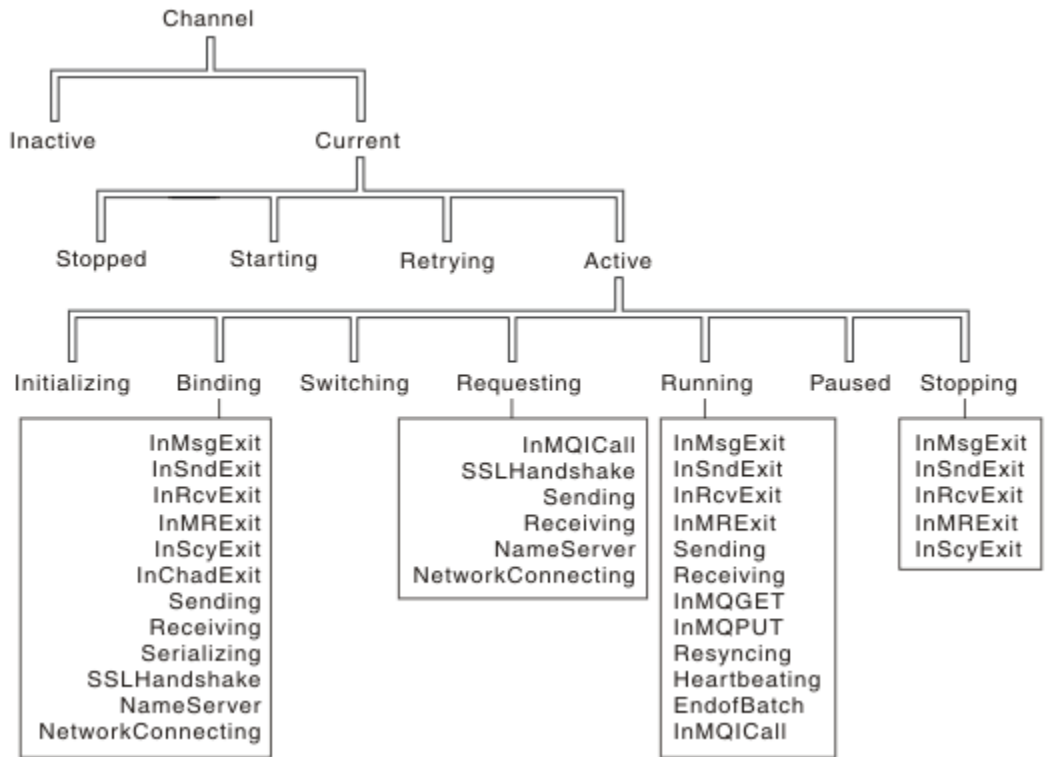 Channel
Inactive Current
Stopped Starting Retrying Active
Initializing Binding Switching Requesting Running Paused Stopping
InMsgExit
InSndExit
InRcvExit
InMRExit
InScyExit
InChadExit
Sending
Receiving
Serializing
SSLHandshake
NameServer
NetworkConnecting
InMQICall
SSLHandshake
Sending
Receiving
NameServer
NetworkConnecting
InMsgExit
InSndExit
InRcvExit
InMRExit
Sending
Receiving
InMQGET
InMQPUT
Resyncing
Heartbeating
EndofBatch
InMQICall
InMsgExit
InSndExit
InRcvExit
InMRExit
InScyExit